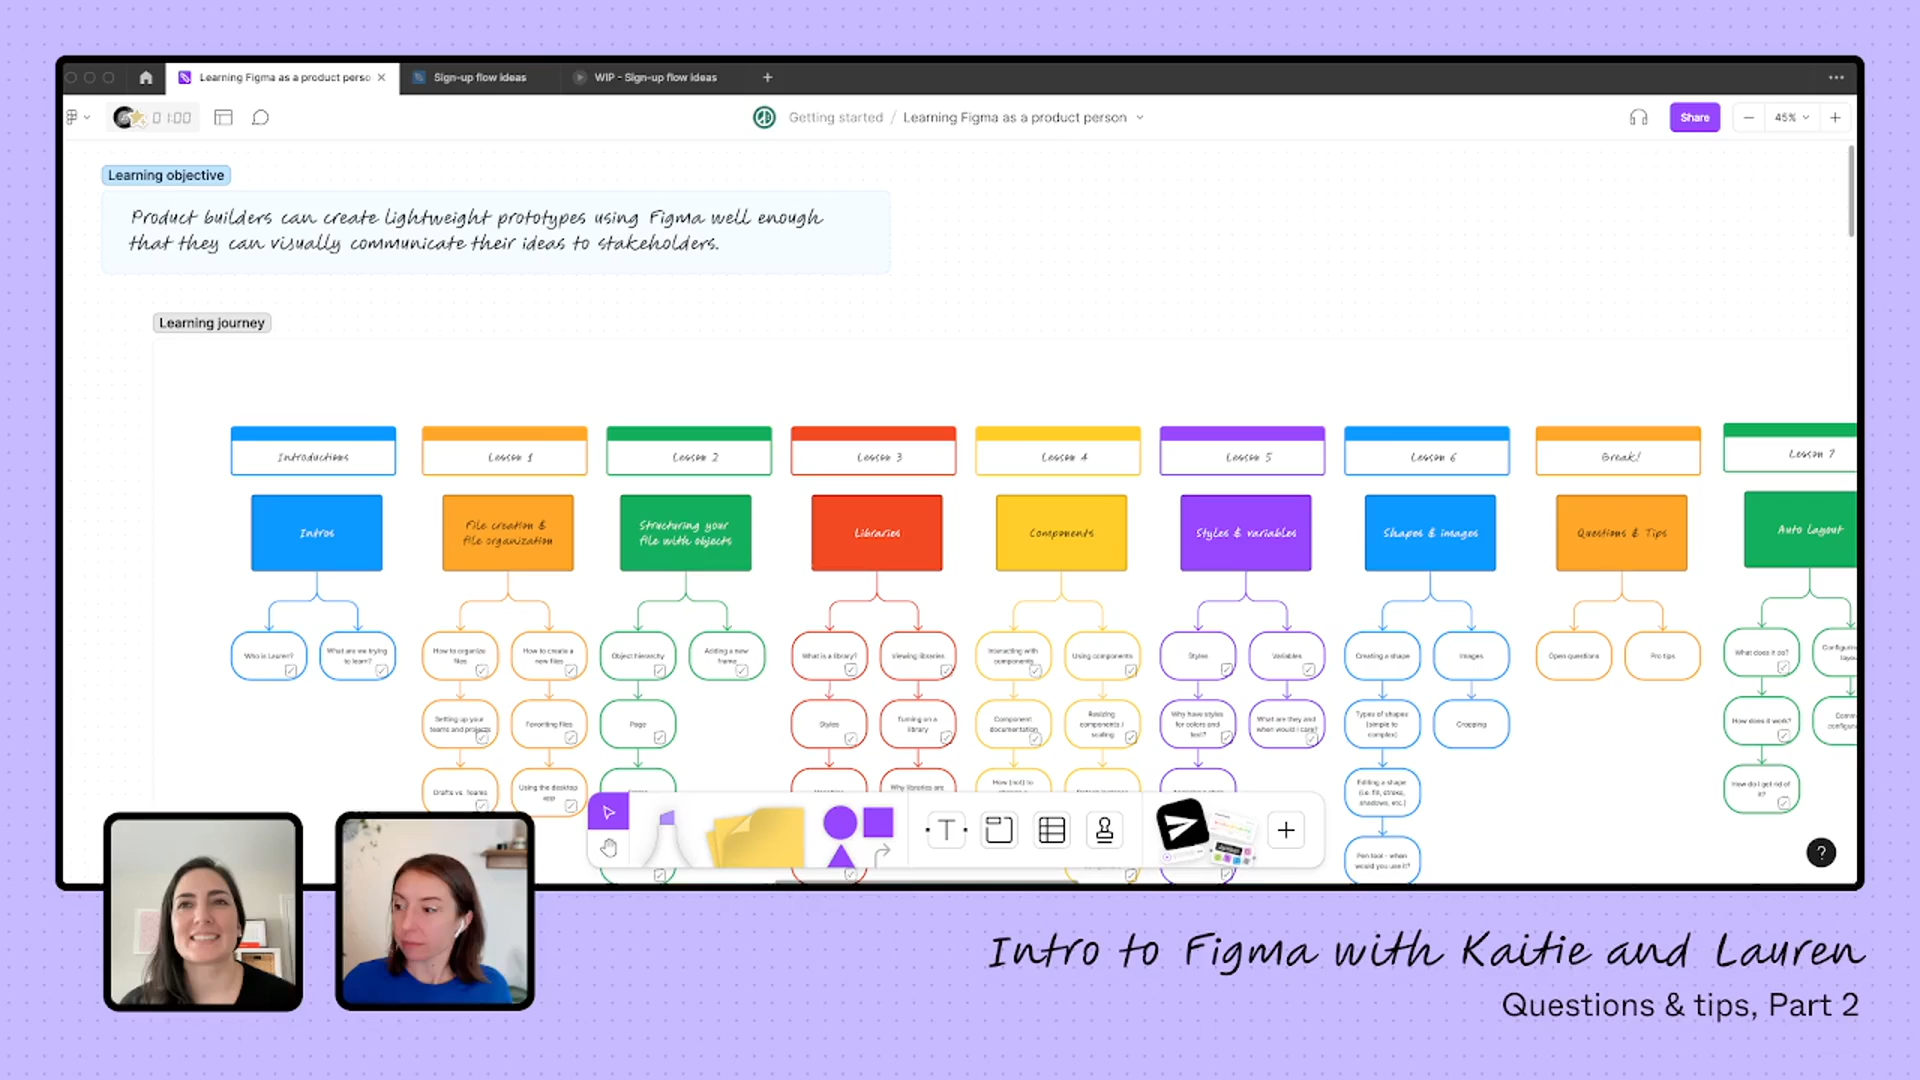 Learning Figma as a product perso
Sign-up flow ideas
WIP - Sign-up flow ideas
01:00
Getting started / Learning Figma as a product person
Share
45%
Learning objective
Product builders can create lightweight prototypes using Figma well enough
that they can visually communicate their ideas to stakeholders.
Learning journey
Introductions
Lesson 1
Lesson 2
Lesson 3
Lesson 4
Lesson 5
Lesson 6
Break!
Lesson 7
Intros
File creation &
file organization
Structuring your
file with objects
Libraries
Components
Styles & variables
Shapes & images
Questions & Tips
Auto layout
Who is Lauren?
What are we trying
to learn?
How to organize
files
How to create a
new files
Object hierarchy
Adding a new
frame
What is a library?
Viewing libraries
Interacting with
components
Using components
Styles
Variables
Creating a shape
Images
Open questions
Pro tips
What does it do?
Setting up your
teams and projects
Favoriting files
Page
Styles
Turning on a
library
Component
documentation
Resizing
components /
scaling
Why have styles
for colors and
text?
What are they and
when would I care?
Types of shapes
(simple to
complex)
Cropping
How does it work?
Drafts vs. Teams
Using the desktop
app
Why libraries are
How (not) to
Editing a shape
(i.e. fill, stroke,
shadows, etc.)
How do I get rid of
it?
Pen tool - when
would you use it?
T
?
Intro to Figma with Kaitie and Lauren
Questions & tips, Part 2